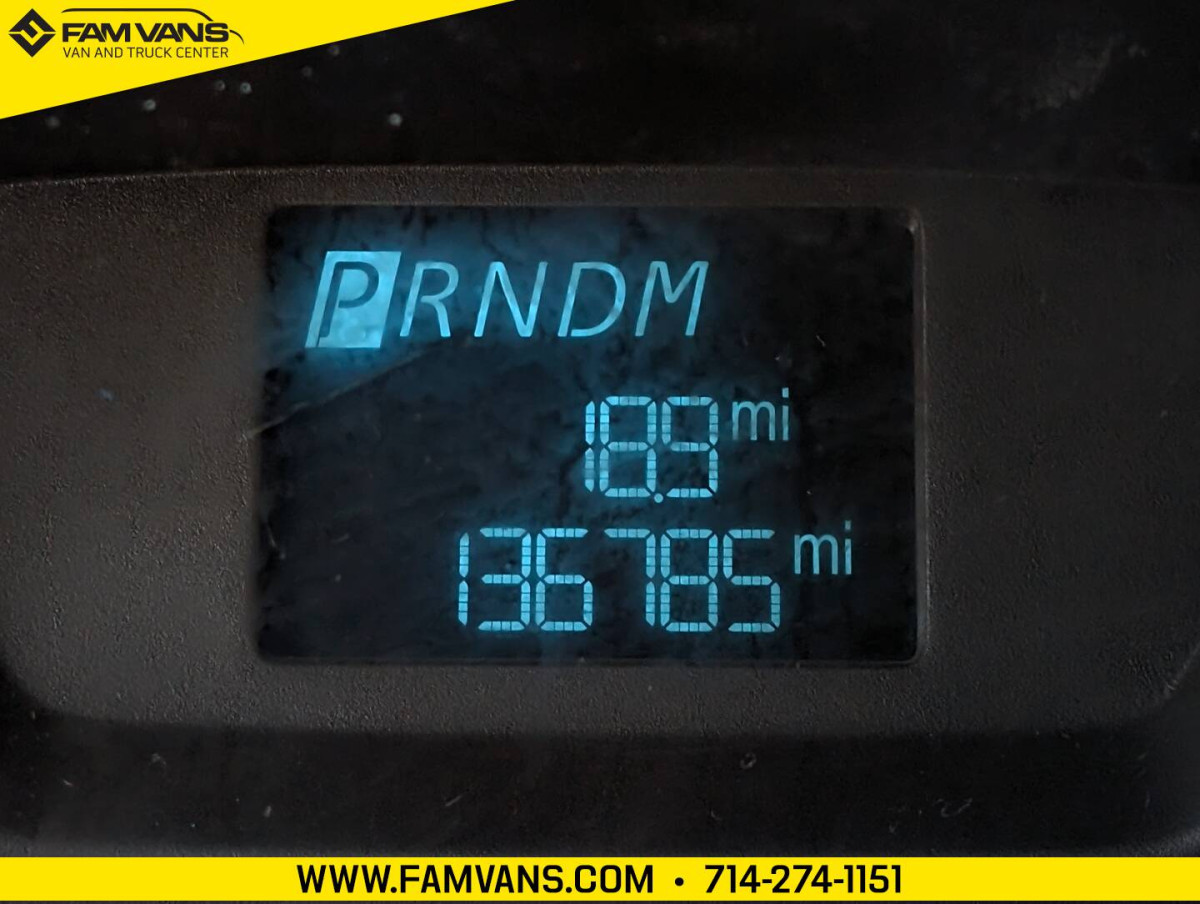 FAM VANS
VAN AND TRUCK CENTER
PRNDM
18.9 mi
136785 mi
WWW.FAMVANS.COM • 714-274-1151